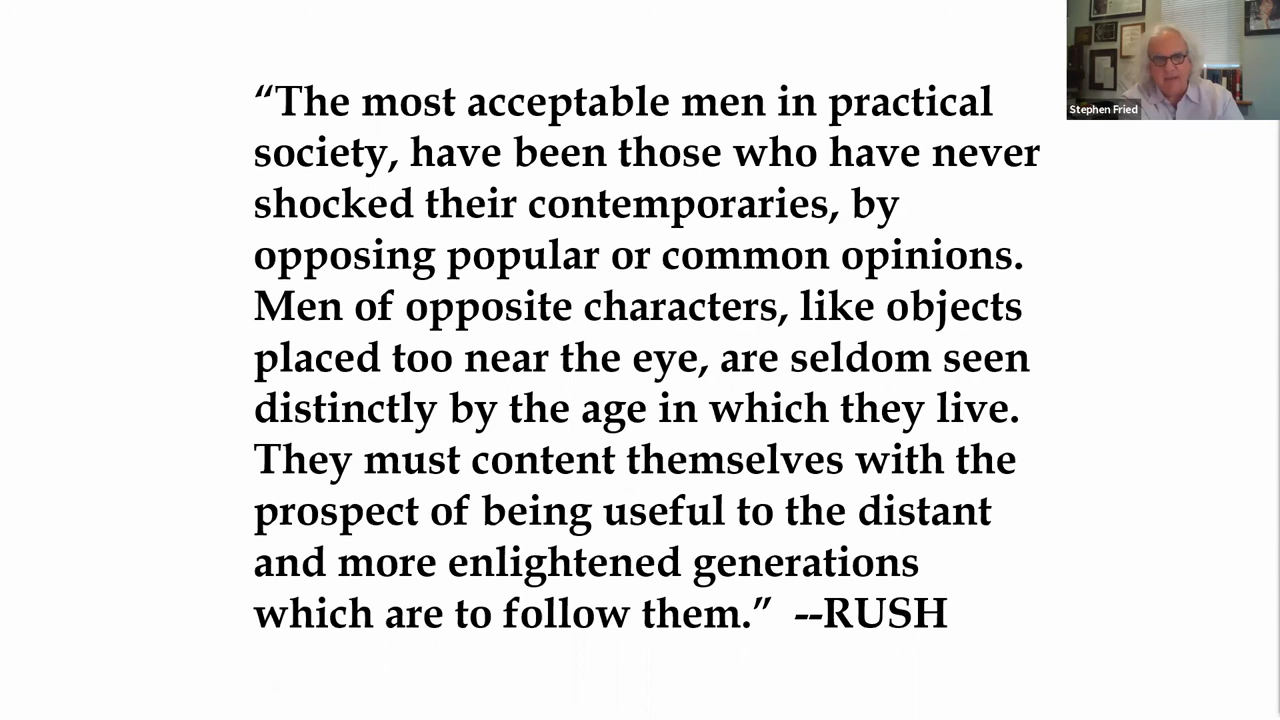 “The most acceptable men in practical
society, have been those who have never
shocked their contemporaries, by
opposing popular or common opinions.
Men of opposite characters, like objects
placed too near the eye, are seldom seen
distinctly by the age in which they live.
They must content themselves with the
prospect of being useful to the distant
and more enlightened generations
which are to follow them.” --RUSH
Stephen Fried